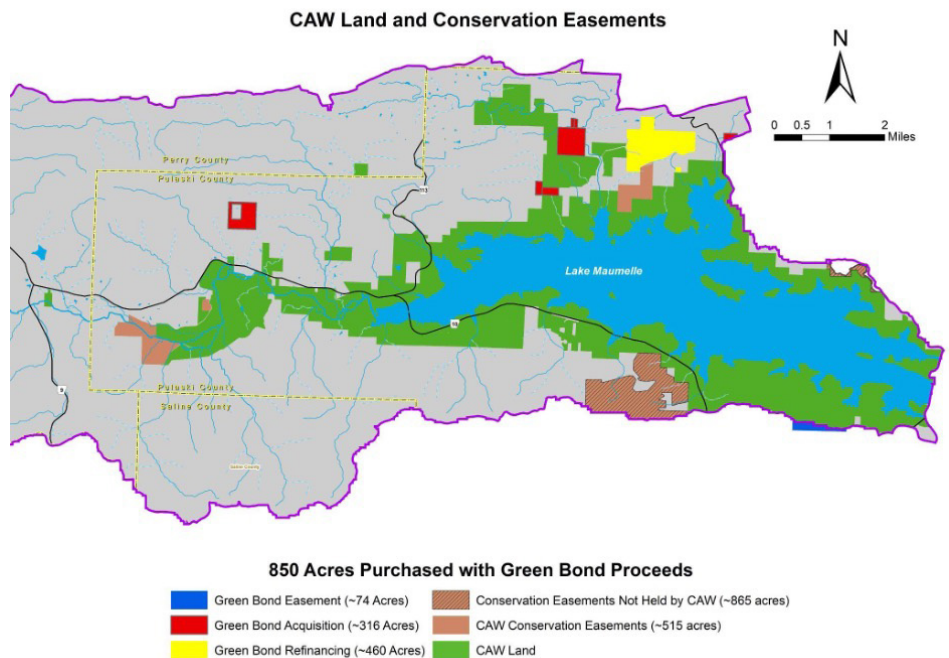 CAW Land and Conservation Easements
N
0 0.5 1 2
Miles
Perry County
Pulaski County
113
Lake Maumelle
10
9
Pulaski County
Saline County
850 Acres Purchased with Green Bond Proceeds
Green Bond Easement (~74 Acres)
Conservation Easements Not Held by CAW (~865 acres)
Green Bond Acquisition (~316 Acres)
CAW Conservation Easements (~515 acres)
Green Bond Refinancing (~460 Acres)
CAW Land